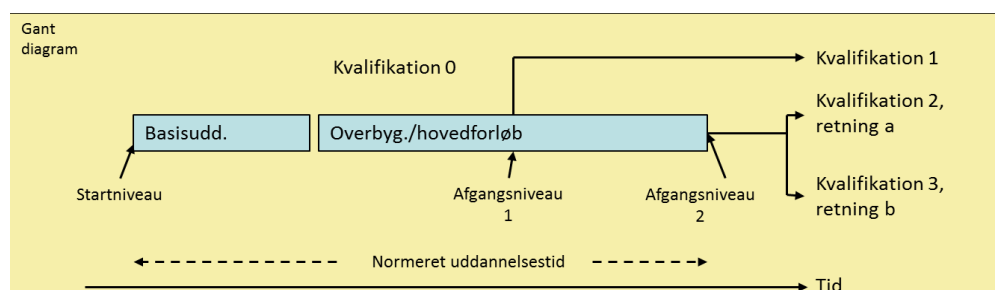 Gant
diagram
Kvalifikation 0
Kvalifikation 1
Kvalifikation 2,
retning a
Basisudd.
Overbyg./hovedforløb
Startniveau
Afgangsniveau
1
Afgangsniveau
2
Kvalifikation 3,
retning b
Normeret uddannelsestid
Tid